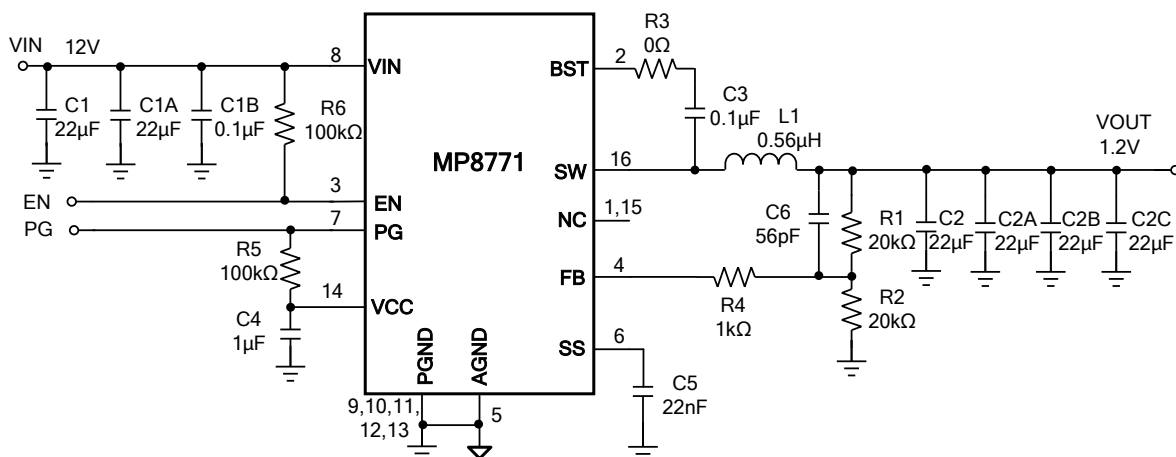 VIN
12V
8
VIN
C1
22µF
C1A
22µF
C1B
0.1µF
R6
100kΩ
EN
3
EN
PG
7
PG
R5
100kΩ
14
VCC
C4
1µF
MP8771
PGND
AGND
9,10,11,
12,13
5
BST
2
R3
0Ω
C3
0.1µF
L1
0.56µH
VOUT
1.2V
SW
16
NC
1,15
C6
56pF
R1
20kΩ
C2
22µF
C2A
22µF
C2B
22µF
C2C
22µF
FB
4
R4
1kΩ
R2
20kΩ
SS
6
C5
22nF